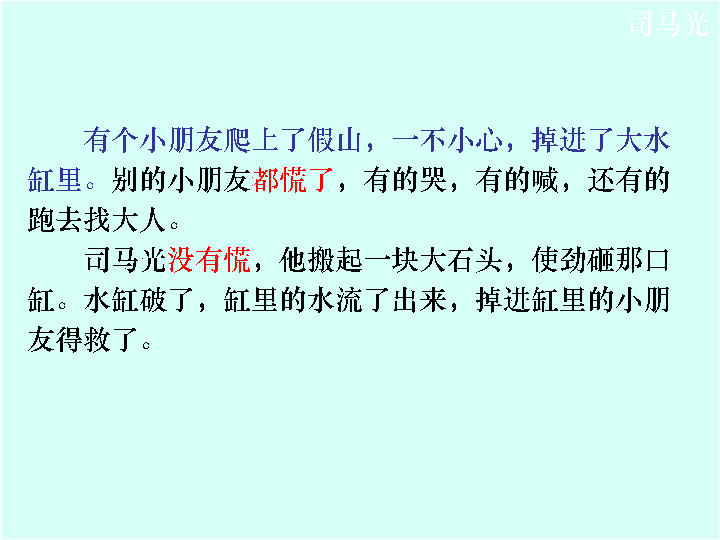 司马光
有个小朋友爬上了假山，一不小心，掉进了大水
缸里。别的小朋友都慌了，有的哭，有的喊，还有的
跑去找大人。
司马光没有慌，他搬起一块大石头，使劲砸那口
缸。水缸破了，缸里的水流了出来，掉进缸里的小朋
友得救了。